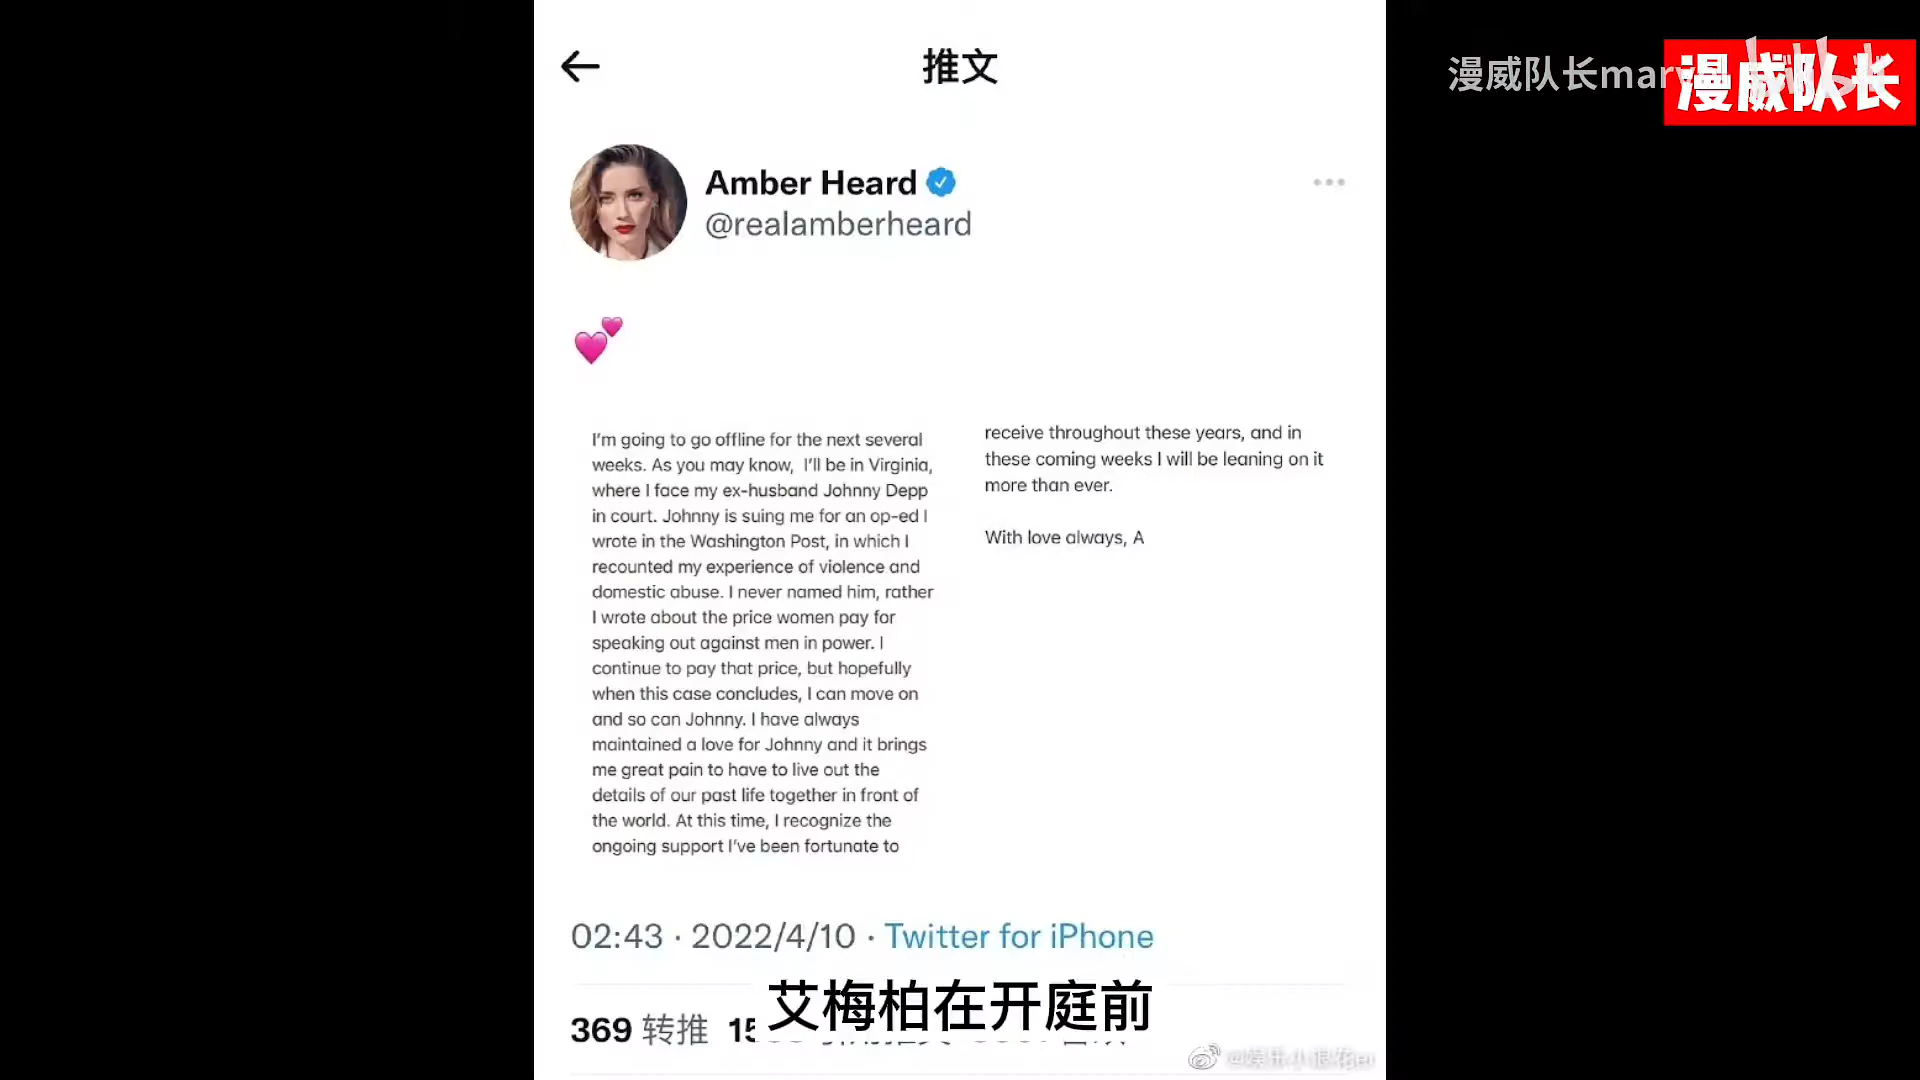 推文
漫威队长mar
漫威队长
Amber Heard
@realamberheard
I'm going to go offline for the next several
weeks. As you may know, I'll be in Virginia,
where I face my ex-husband Johnny Depp
in court. Johnny is suing me for an op-ed I
wrote in the Washington Post, in which I
recounted my experience of violence and
domestic abuse. I never named him, rather
I wrote about the price women pay for
speaking out against men in power. I
continue to pay that price, but hopefully
when this case concludes, I can move on
and so can Johnny. I have always
maintained a love for Johnny and it brings
me great pain to have to live out the
details of our past life together in front of
the world. At this time, I recognize the
ongoing support I've been fortunate to
receive throughout these years, and in
these coming weeks I will be leaning on it
more than ever.
With love always, A
02:43 · 2022/4/10 · Twitter for iPhone
艾梅柏在开庭前
369 转推